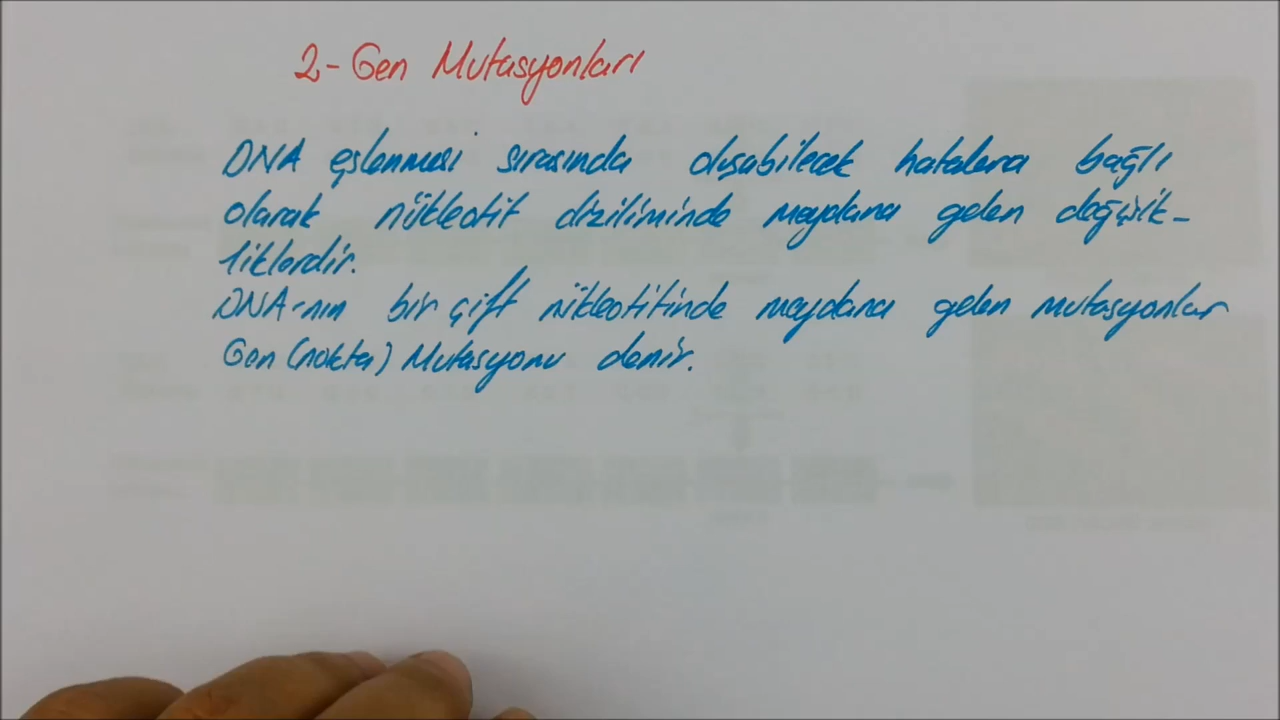 2- Gen Mutasyonları
DNA eşlenmesi sırasında oluşabilecek hatalara bağlı
olarak nükleotit diziliminde meydana gelen değişik-
liklerdir.
DNA-nın bir çift nükleotitinde meydana gelen mutasyonlar
Gen (nokta) Mutasyonu denir.